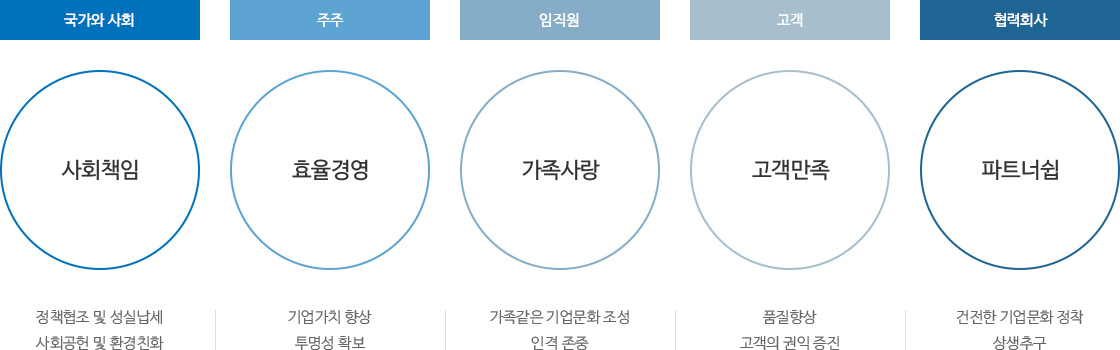 국가와 사회
주주
임직원
고객
협력회사
사회책임
효율경영
가족사랑
고객만족
파트너쉽
정책협조 및 성실납세
사회공헌 및 환경친화
기업가치 향상
투명성 확보
가족같은 기업문화 조성
인격 존중
품질향상
고객의 권익 증진
건전한 기업문화 정착
상생추구